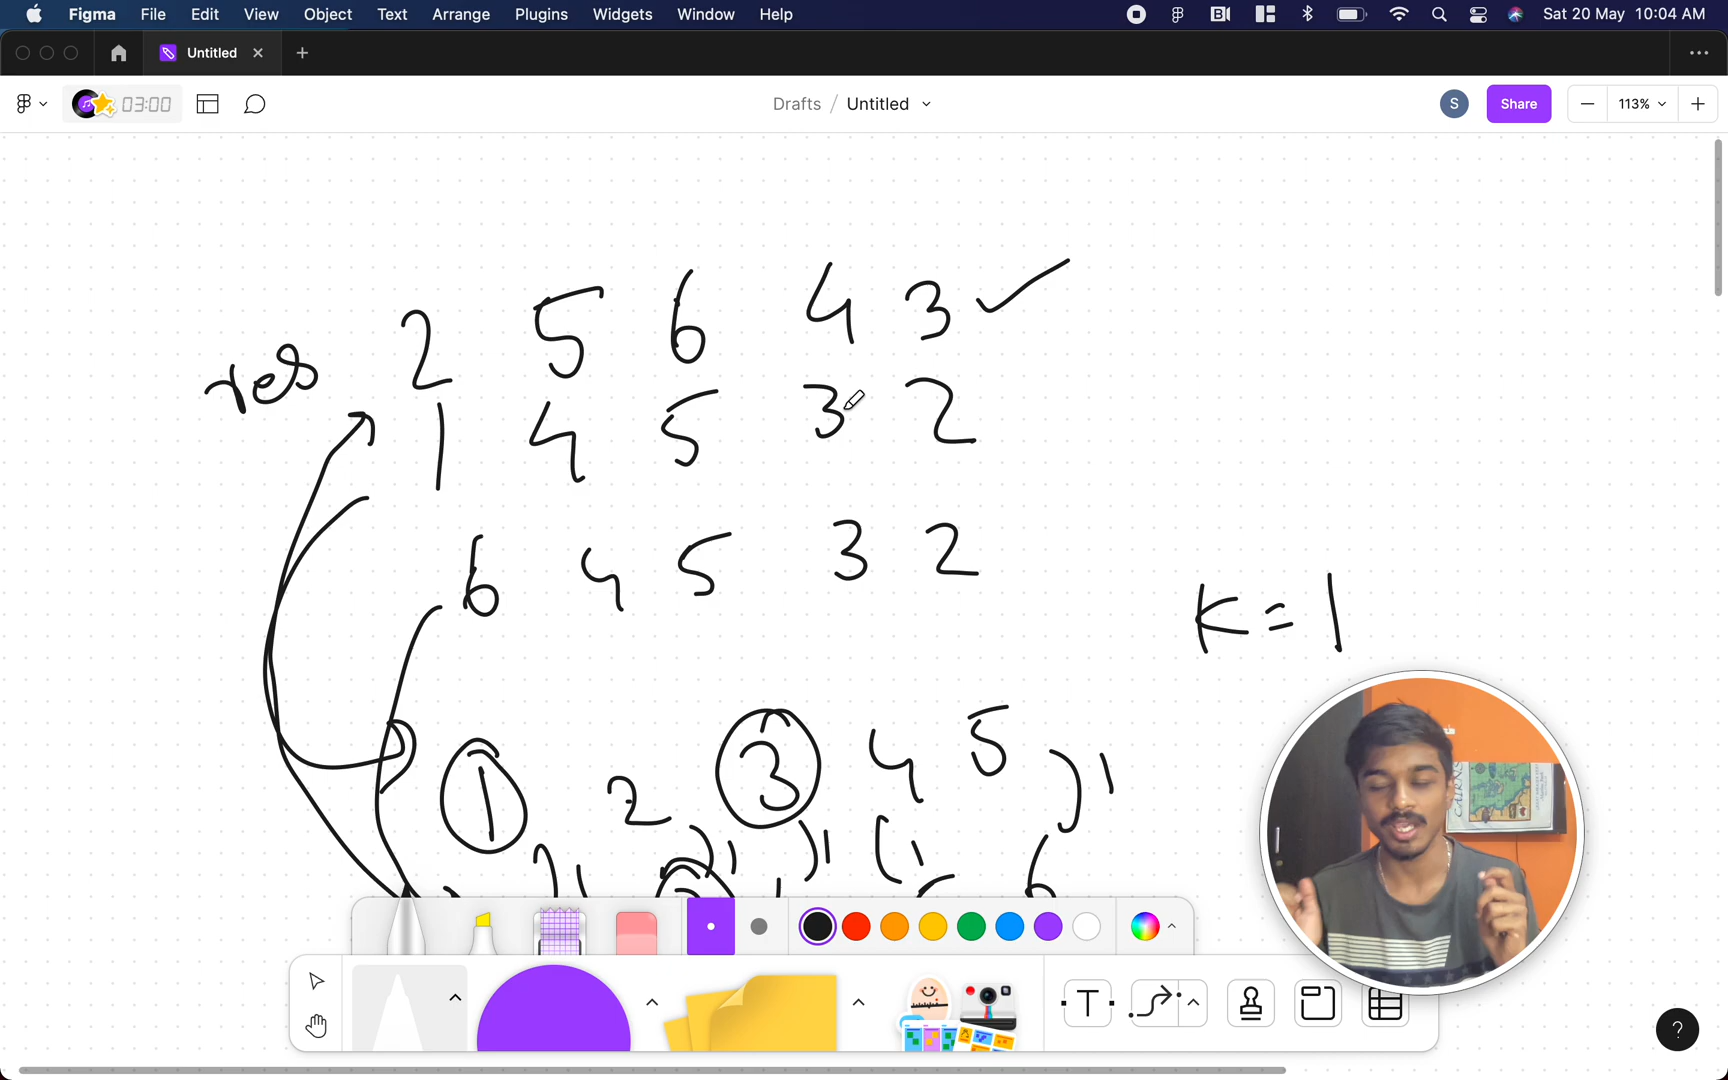 Figma File Edit View Object Text Arrange Plugins Widgets Window Help Sat 20 May 10:04 AM
Untitled
03:00 Drafts / Untitled S Share 113%
2 5 6 4 3
res
1 4 5 3 2
6 4 5 3 2
K = 1
1 2 3 4 5
6
T
?
CAIRNS